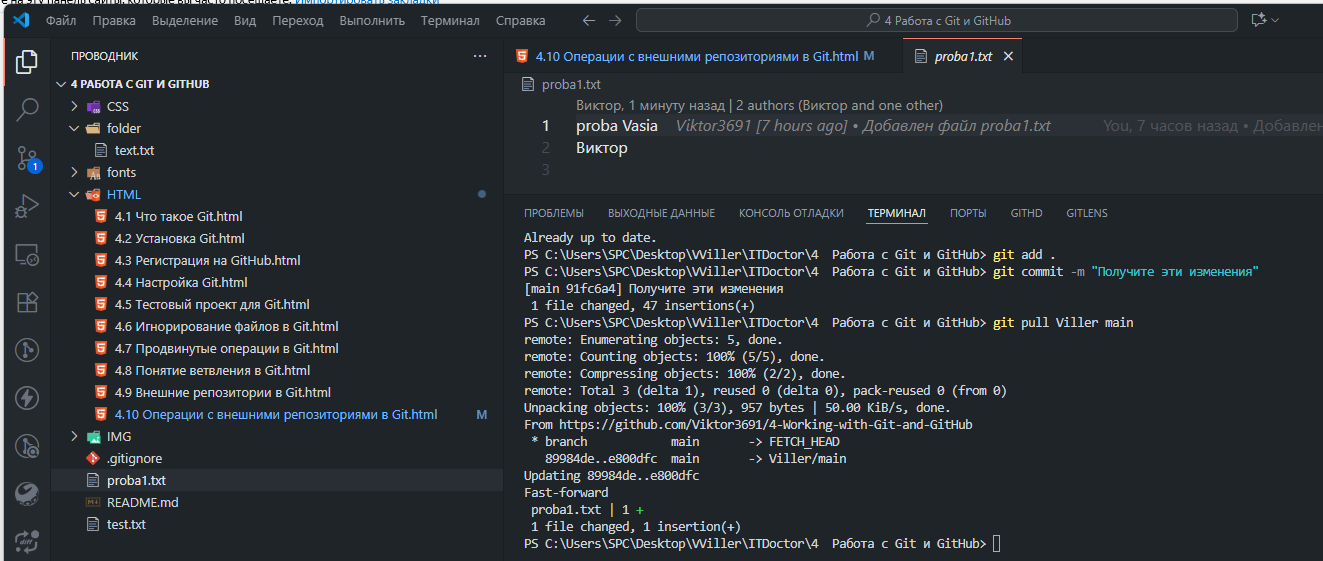 е на эту панель сайты, которые вы часто посещаете. Импортировать закладки
Файл Правка Выделение Вид Переход Выполнить Терминал Справка
4 Работа с Git и GitHub
ПРОВОДНИК
4 РАБОТА С GIT И GITHUB
CSS
folder
text.txt
fonts
HTML
4.1 Что такое Git.html
4.2 Установка Git.html
4.3 Регистрация на GitHub.html
4.4 Настройка Git.html
4.5 Тестовый проект для Git.html
4.6 Игнорирование файлов в Git.html
4.7 Продвинутые операции в Git.html
4.8 Понятие ветвления в Git.html
4.9 Внешние репозитории в Git.html
4.10 Операции с внешними репозиториями в Git.html M
IMG
.gitignore
proba1.txt
README.md
test.txt
1
4.10 Операции с внешними репозиториями в Git.html M
proba1.txt
proba1.txt
Виктор, 1 минуту назад | 2 authors (Виктор and one other)
1 proba Vasia Viktor3691 [7 hours ago] • Добавлен файл proba1.txt You, 7 часов назад • Добавлен
2 Виктор
3
ПРОБЛЕМЫ ВЫХОДНЫЕ ДАННЫЕ КОНСОЛЬ ОТЛАДКИ ТЕРМИНАЛ ПОРТЫ GITHD GITLENS
Already up to date.
PS C:\Users\SPC\Desktop\VViller\ITDoctor\4  Работа с Git и GitHub> git add .
PS C:\Users\SPC\Desktop\VViller\ITDoctor\4  Работа с Git и GitHub> git commit -m "Получите эти изменения"
[main 91fc6a4] Получите эти изменения
1 file changed, 47 insertions(+)
PS C:\Users\SPC\Desktop\VViller\ITDoctor\4  Работа с Git и GitHub> git pull Viller main
remote: Enumerating objects: 5, done.
remote: Counting objects: 100% (5/5), done.
remote: Compressing objects: 100% (2/2), done.
remote: Total 3 (delta 1), reused 0 (delta 0), pack-reused 0 (from 0)
Unpacking objects: 100% (3/3), 957 bytes | 50.00 KiB/s, done.
From https://github.com/Viktor3691/4-Working-with-Git-and-GitHub
* branch main -> FETCH_HEAD
89984de..e800dfc main -> Viller/main
Updating 89984de..e800dfc
Fast-forward
proba1.txt | 1 +
1 file changed, 1 insertion(+)
PS C:\Users\SPC\Desktop\VViller\ITDoctor\4  Работа с Git и GitHub>